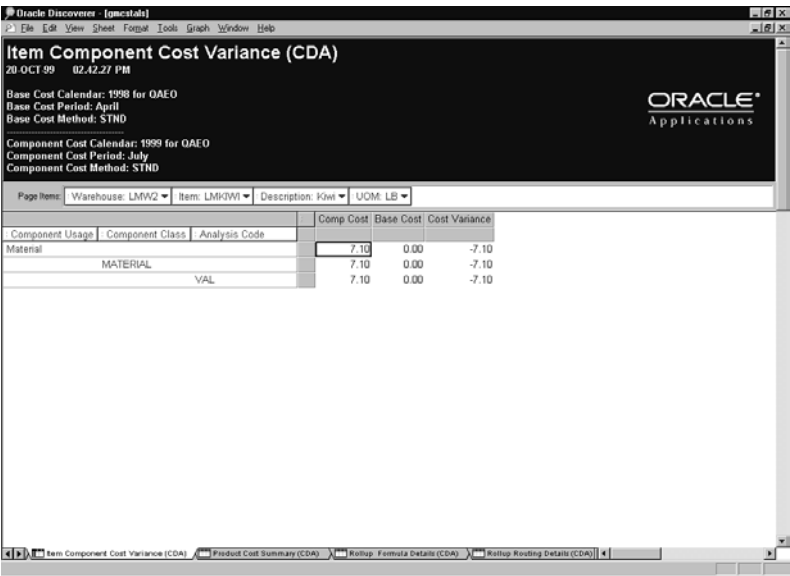 Oracle Discoverer - [gmcstals]
File Edit View Sheet Format Tools Graph Window Help
Item Component Cost Variance (CDA)
20-OCT-99 02.42.27 PM
Base Cost Calendar: 1998 for QAEO
Base Cost Period: April
Base Cost Method: STND
------------------------------
Component Cost Calendar: 1999 for QAEO
Component Cost Period: July
Component Cost Method: STND
ORACLE®
Applications
Page Items: Warehouse: LMW2 Item: LMKIWI Description: Kiwi UOM: LB
Comp Cost Base Cost Cost Variance
Component Usage Component Class Analysis Code
Material 7.10 0.00 -7.10
MATERIAL 7.10 0.00 -7.10
VAL 7.10 0.00 -7.10
Item Component Cost Variance (CDA) Product Cost Summary (CDA) Rollup Formula Details (CDA) Rollup Routing Details (CDA)